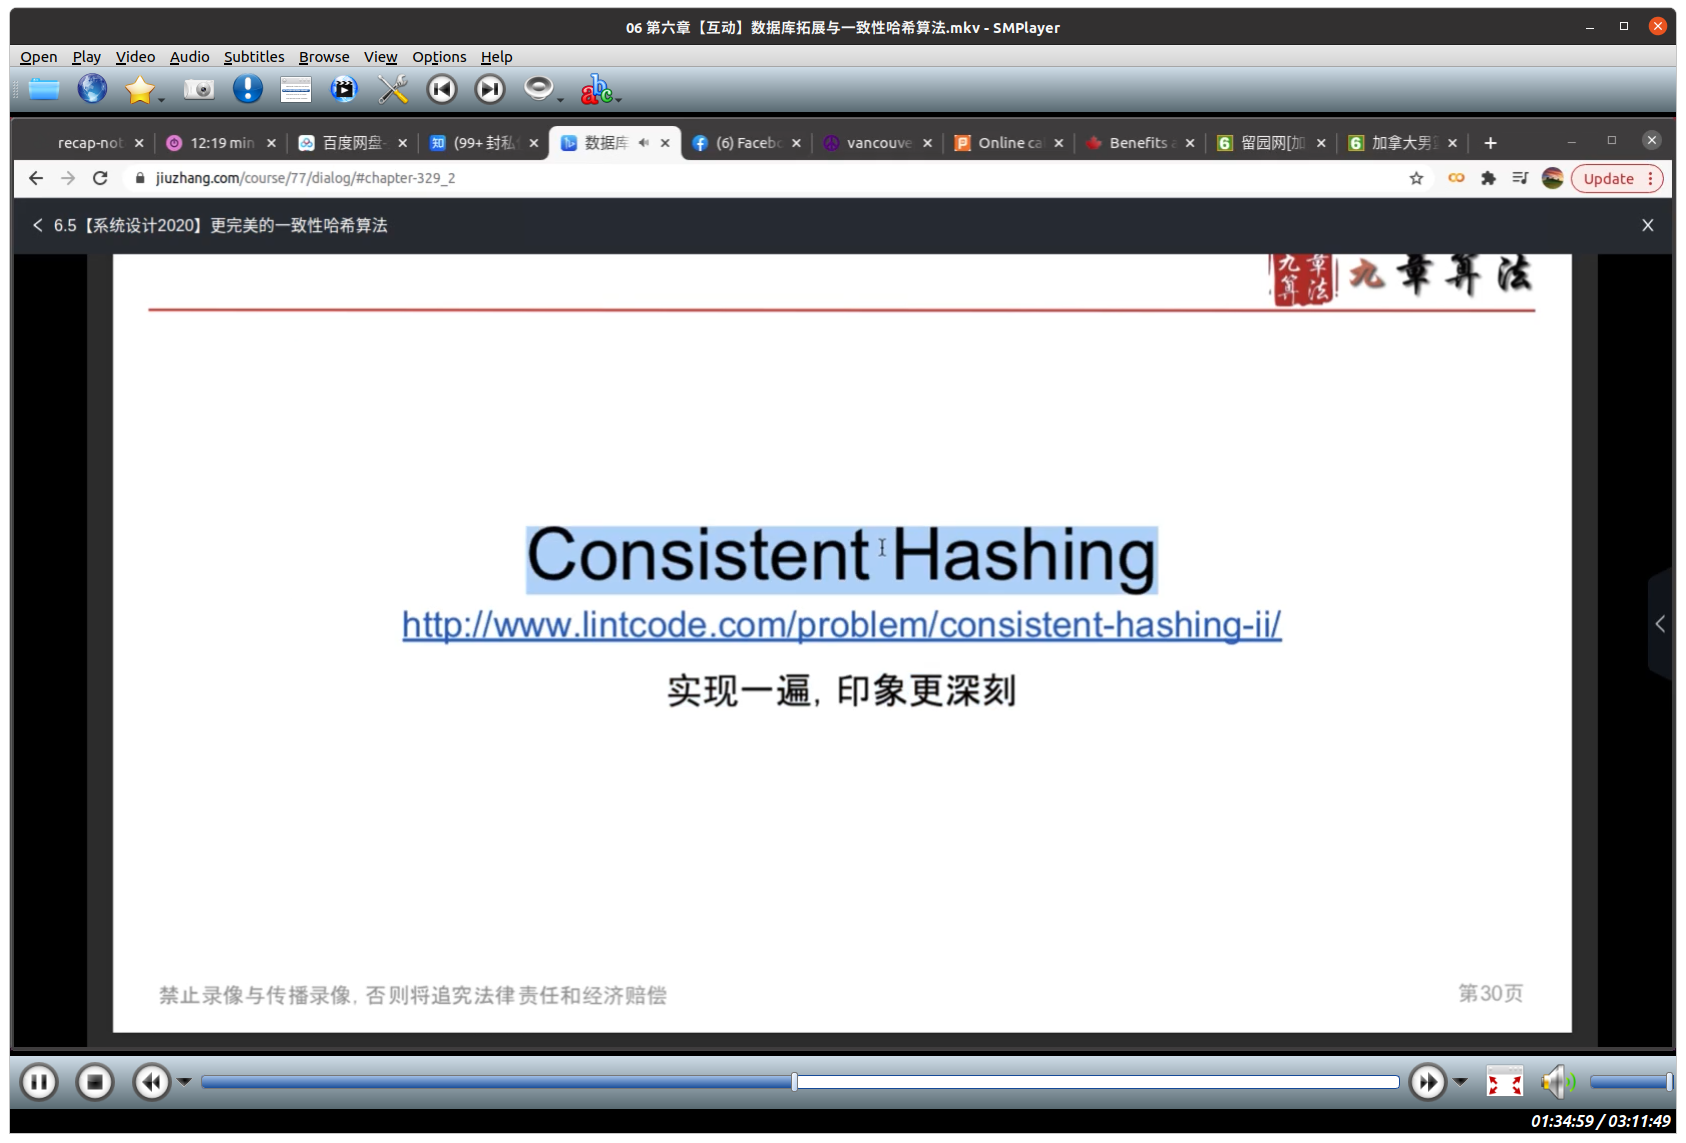 06 第六章【互动】数据库拓展与一致性哈希算法.mkv - SMPlayer
Open Play Video Audio Subtitles Browse View Options Help
recap-not 12:19 min 百度网盘- (99+ 封私 数据库 (6) Facebo vancouve Online ca Benefits a 留园网[加 加拿大男
jiuzhang.com/course/77/dialog/#chapter-329_2 Update
6.5【系统设计2020】更完美的一致性哈希算法
九章算法 九章算法
Consistent Hashing
http://www.lintcode.com/problem/consistent-hashing-ii/
实现一遍, 印象更深刻
禁止录像与传播录像, 否则将追究法律责任和经济赔偿
第30页
01:34:59 / 03:11:49